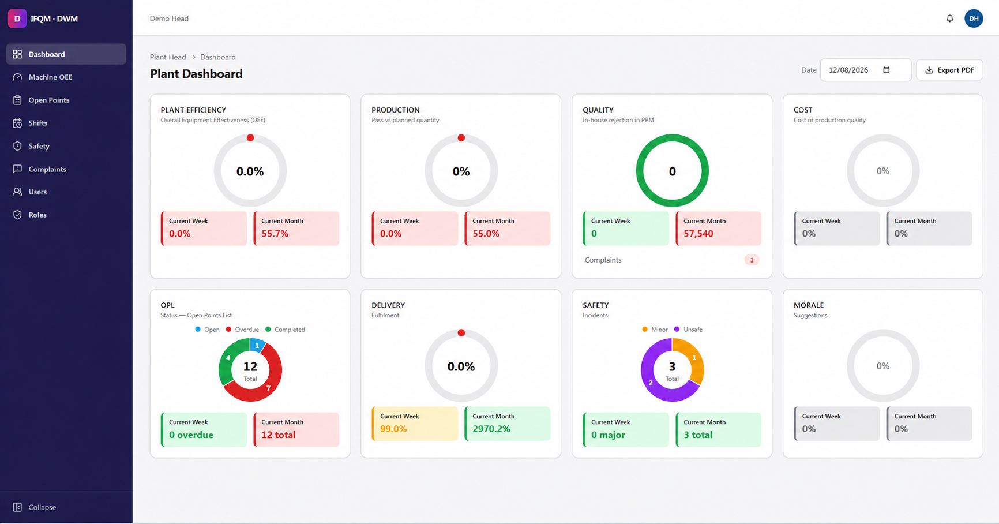 D IFQM · DWM
Dashboard
Machine OEE
Open Points
Shifts
Safety
Complaints
Users
Roles
Collapse
Demo Head
DH
Plant Head > Dashboard
Plant Dashboard
Date 12/08/2026 Export PDF
PLANT EFFICIENCY
Overall Equipment Effectiveness (OEE)
0.0%
Current Week
0.0%
Current Month
55.7%
PRODUCTION
Pass vs planned quantity
0%
Current Week
0.0%
Current Month
55.0%
QUALITY
In-house rejection in PPM
0
Current Week
0
Current Month
57,540
Complaints 1
COST
Cost of production quality
0%
Current Week
0%
Current Month
0%
OPL
Status — Open Points List
Open Overdue Completed
1
4
12
Total
7
Current Week
0 overdue
Current Month
12 total
DELIVERY
Fulfilment
0.0%
Current Week
99.0%
Current Month
2970.2%
SAFETY
Incidents
Minor Unsafe
1
3
Total
2
Current Week
0 major
Current Month
3 total
MORALE
Suggestions
0%
Current Week
0%
Current Month
0%